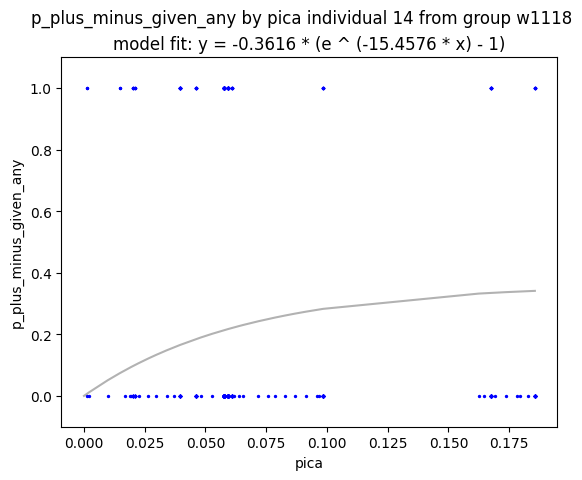 p_plus_minus_given_any by pica individual 14 from group w1118
model fit: y = -0.3616 * (e ^ (-15.4576 * x) - 1)
p_plus_minus_given_any
1.0
0.8
0.6
0.4
0.2
0.0
0.000 0.025 0.050 0.075 0.100 0.125 0.150 0.175
pica